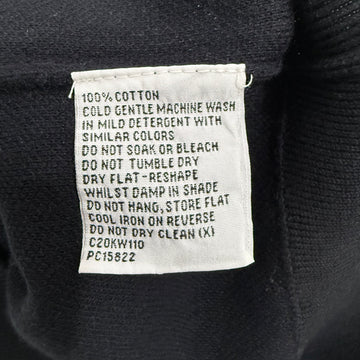 100% COTTON
COLD GENTLE MACHINE WASH
IN MILD DETERGENT WITH
SIMILAR COLORS
DO NOT SOAK OR BLEACH
DO NOT TUMBLE DRY
DRY FLAT-RESHAPE
WHILST DAMP IN SHADE
DO NOT HANG, STORE FLAT
COOL IRON ON REVERSE
DO NOT DRY CLEAN (X)
C20KW110
PC15822